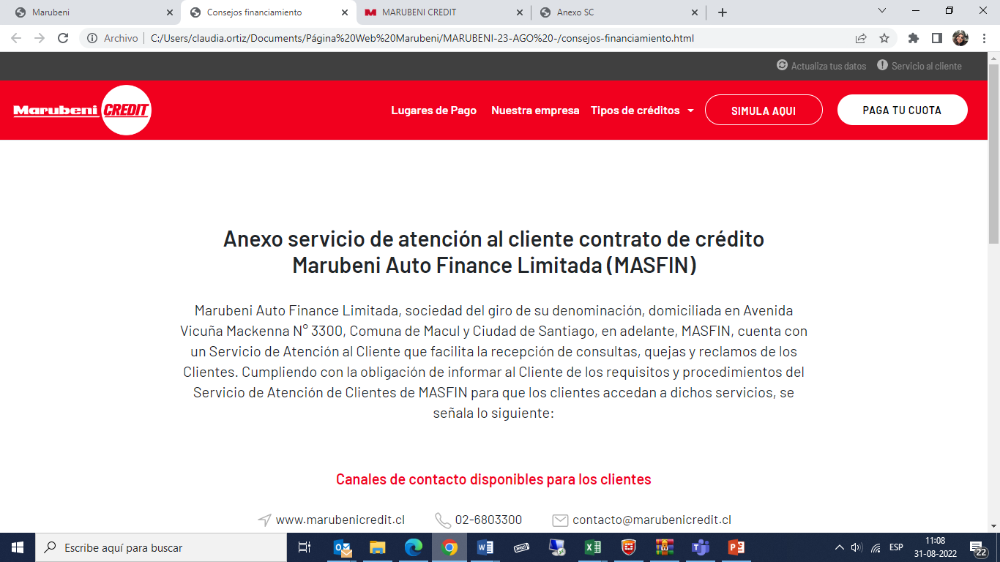 Marubeni
Consejos financiamiento
MARUBENI CREDIT
Anexo SC
Archivo
C:/Users/claudia.ortiz/Documents/Página%20Web%20Marubeni/MARUBENI-23-AGO%20-/consejos-financiamiento.html
Actualiza tus datos
Servicio al cliente
Marubeni CREDIT
Lugares de Pago
Nuestra empresa
Tipos de créditos
SIMULA AQUI
PAGA TU CUOTA
Anexo servicio de atención al cliente contrato de crédito
Marubeni Auto Finance Limitada (MASFIN)
Marubeni Auto Finance Limitada, sociedad del giro de su denominación, domiciliada en Avenida
Vicuña Mackenna N° 3300, Comuna de Macul y Ciudad de Santiago, en adelante, MASFIN, cuenta con
un Servicio de Atención al Cliente que facilita la recepción de consultas, quejas y reclamos de los
Clientes. Cumpliendo con la obligación de informar al Cliente de los requisitos y procedimientos del
Servicio de Atención de Clientes de MASFIN para que los clientes accedan a dichos servicios, se
señala lo siguiente:
Canales de contacto disponibles para los clientes
www.marubenicredit.cl
02-6803300
contacto@marubenicredit.cl
Escribe aquí para buscar
ESP
11:08
31-08-2022
22